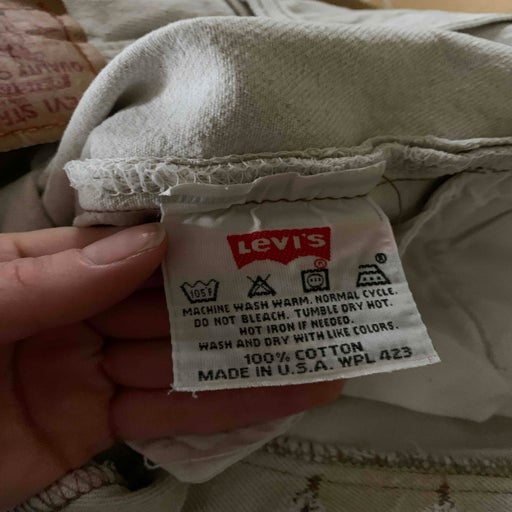 LEVI'S
105F
MACHINE WASH WARM. NORMAL CYCLE.
DO NOT BLEACH. TUMBLE DRY HOT.
HOT IRON IF NEEDED.
WASH AND DRY WITH LIKE COLORS.
100% COTTON
MADE IN U.S.A. WPL 423